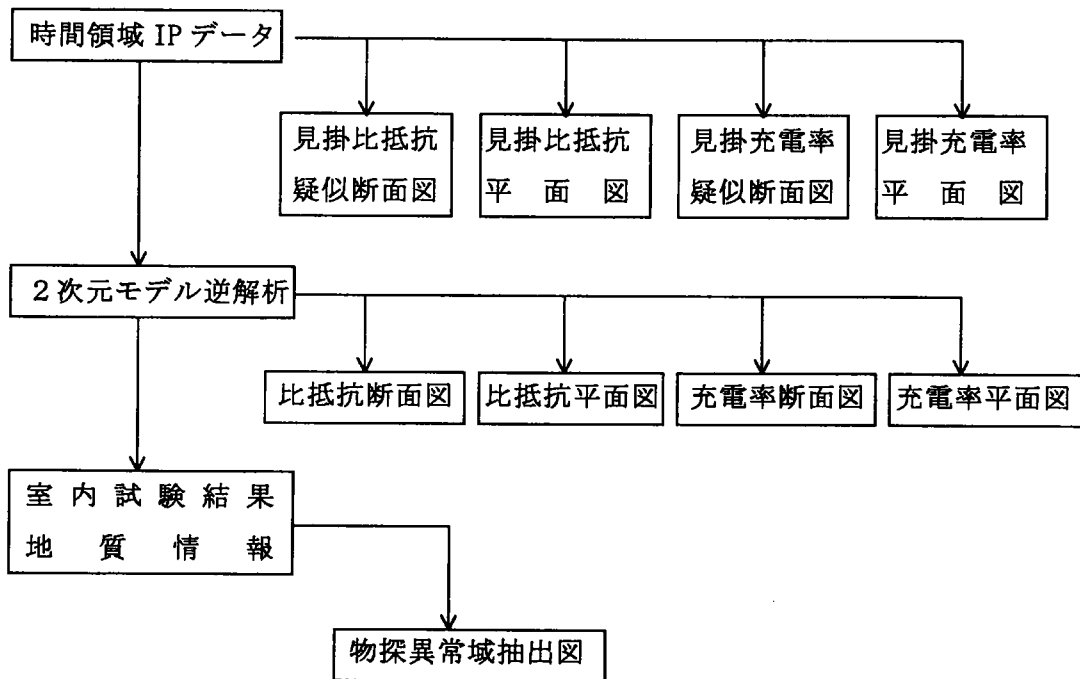 時間領域 IP データ
見掛比抵抗
疑似断面図
見掛比抵抗
平面図
見掛充電率
疑似断面図
見掛充電率
平面図
2次元モデル逆解析
比抵抗断面図
比抵抗平面図
充電率断面図
充電率平面図
室内試験結果
地質情報
物探異常域抽出図